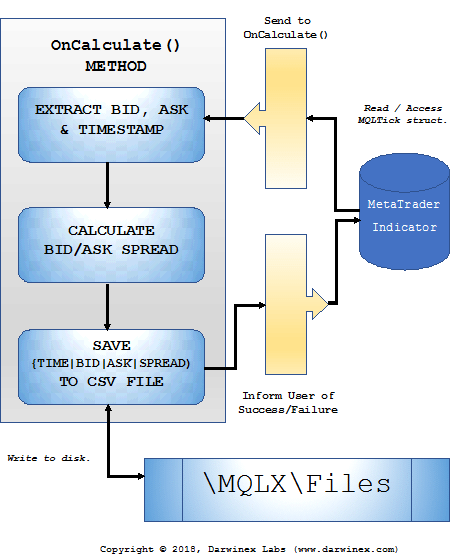 Send to
OnCalculate()
OnCalculate()
METHOD
EXTRACT BID, ASK
& TIMESTAMP
Read / Access
MQLTick struct.
MetaTrader
Indicator
CALCULATE
BID/ASK SPREAD
SAVE
{TIME|BID|ASK|SPREAD)
TO CSV FILE
Inform User of
Success/Failure
Write to disk.
\MQLX\Files
Copyright © 2018, Darwinex Labs (www.darwinex.com)